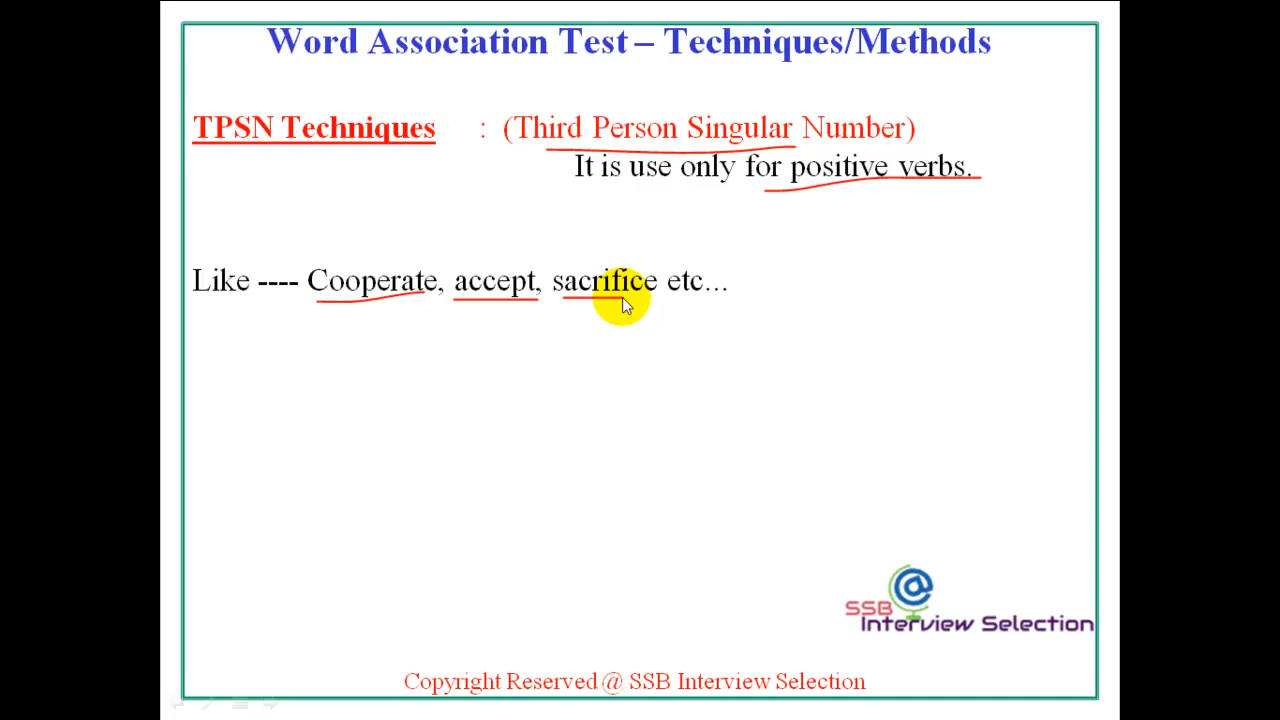 Word Association Test – Techniques/Methods
TPSN Techniques : (Third Person Singular Number)
It is use only for positive verbs.
Like ---- Cooperate, accept, sacrifice etc...
SSB
Interview Selection
Copyright Reserved @ SSB Interview Selection